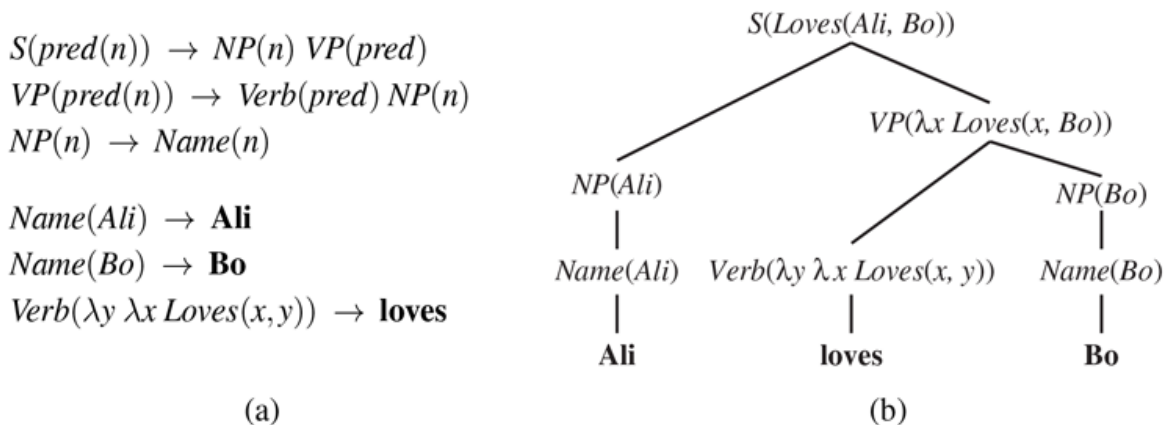 S(pred(n)) → NP(n) VP(pred)
VP(pred(n)) → Verb(pred) NP(n)
NP(n) → Name(n)
Name(Ali) → Ali
Name(Bo) → Bo
Verb(λy λx Loves(x, y)) → loves
(a)
S(Loves(Ali, Bo))
VP(λx Loves(x, Bo))
NP(Ali)
NP(Bo)
Name(Ali) Verb(λy λx Loves(x, y)) Name(Bo)
Ali loves Bo
(b)